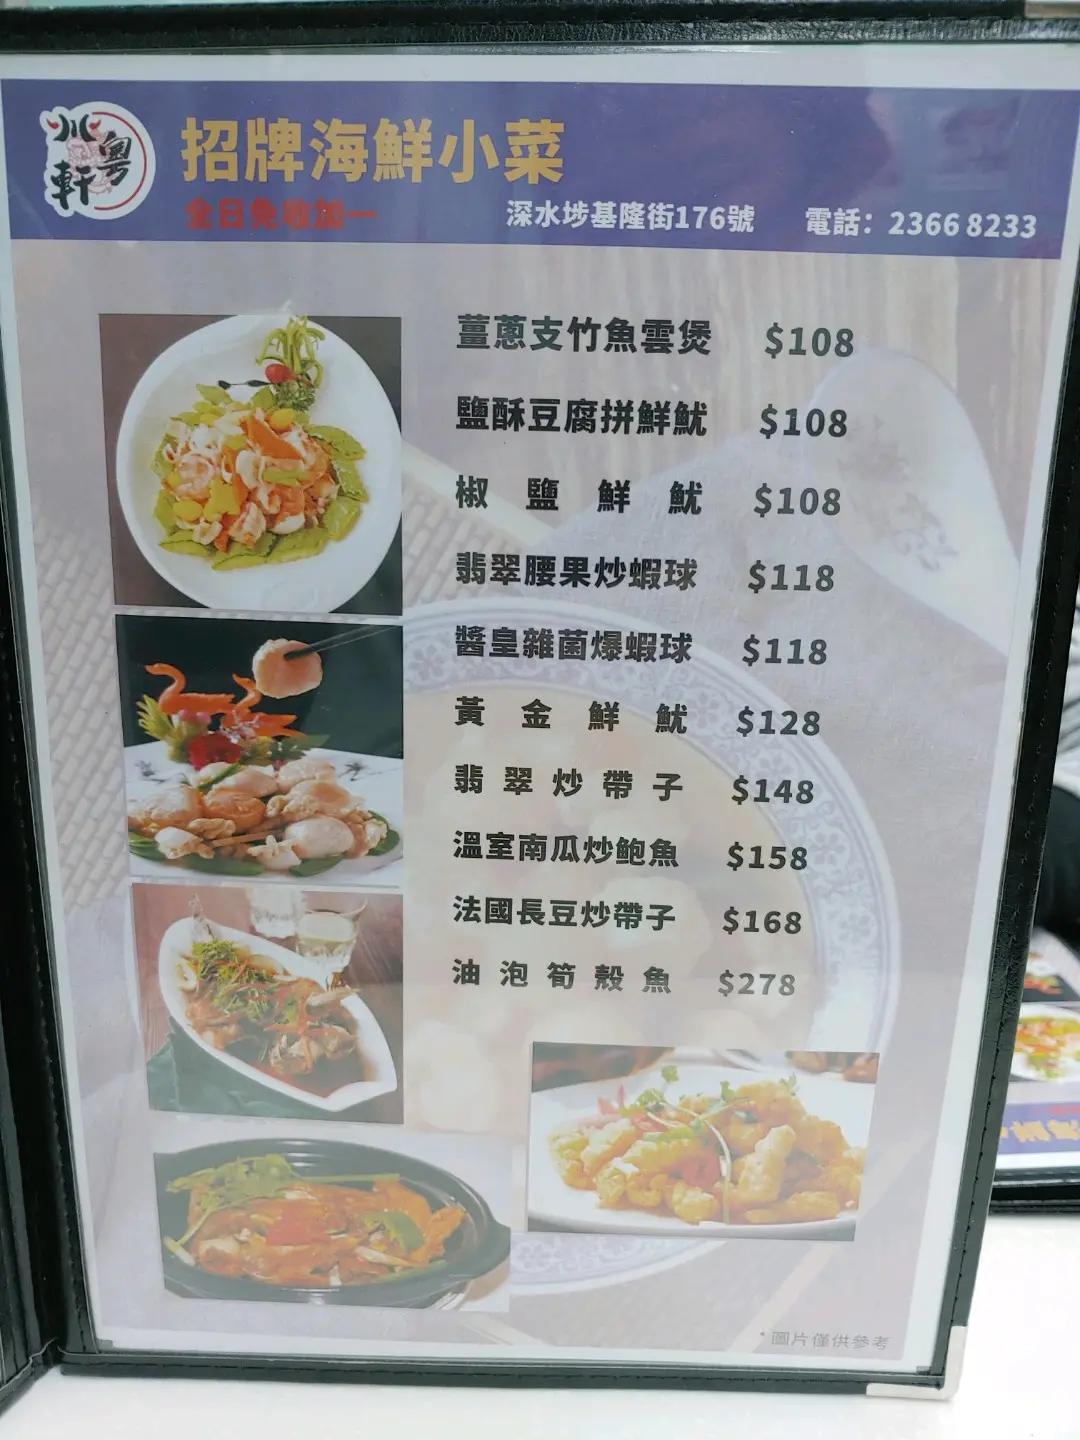 川粵軒
招牌海鮮小菜
全日免收加一
深水埗基隆街176號 電話：2366 8233
薑蔥支竹魚雲煲 $108
鹽酥豆腐拼鮮魷 $108
椒鹽鮮魷 $108
翡翠腰果炒蝦球 $118
醬皇雜菌爆蝦球 $118
黃金鮮魷 $128
翡翠炒帶子 $148
溫室南瓜炒鮑魚 $158
法國長豆炒帶子 $168
油泡筍殼魚 $278
*圖片僅供參考